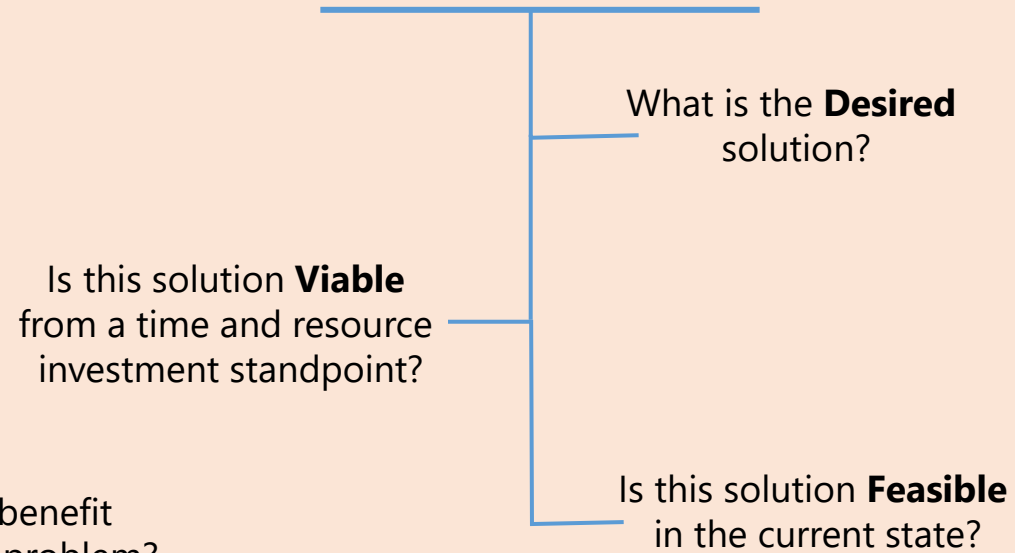 What is the Desired
solution?
Is this solution Viable
from a time and resource
investment standpoint?
Is this solution Feasible
in the current state?
benefit
problem?